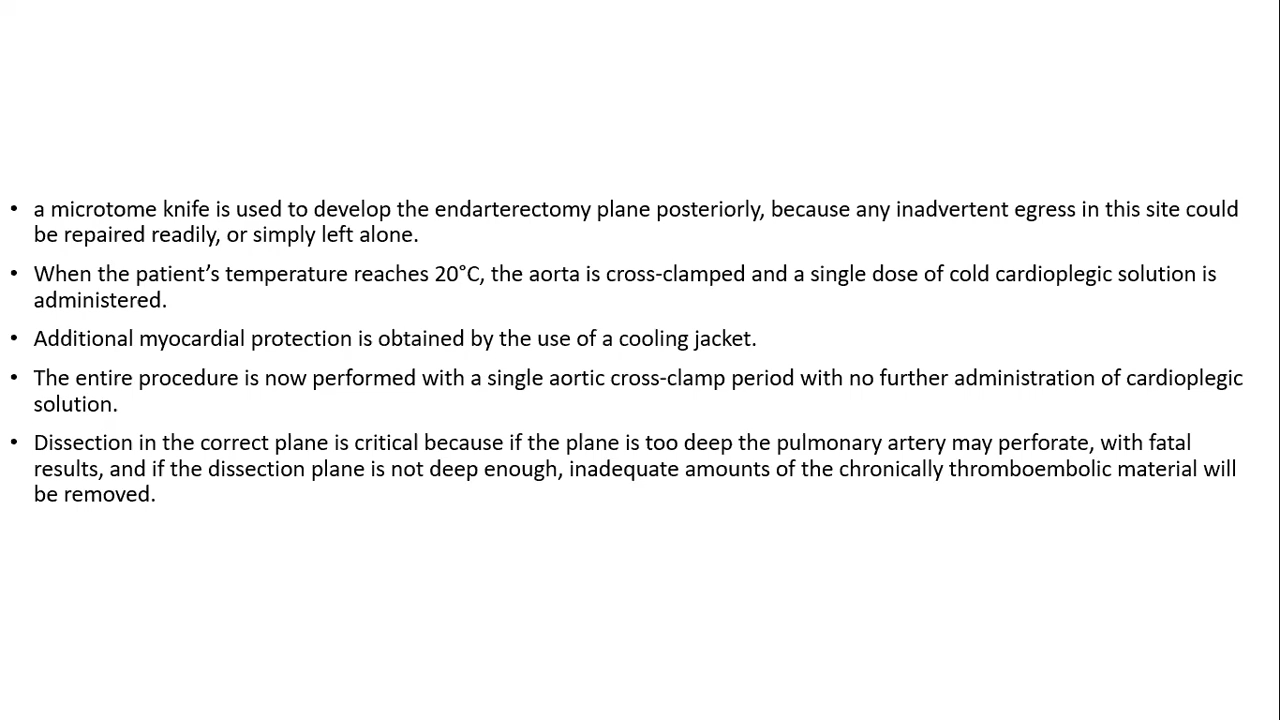 • a microtome knife is used to develop the endarterectomy plane posteriorly, because any inadvertent egress in this site could
be repaired readily, or simply left alone.
• When the patient’s temperature reaches 20°C, the aorta is cross-clamped and a single dose of cold cardioplegic solution is
administered.
• Additional myocardial protection is obtained by the use of a cooling jacket.
• The entire procedure is now performed with a single aortic cross-clamp period with no further administration of cardioplegic
solution.
• Dissection in the correct plane is critical because if the plane is too deep the pulmonary artery may perforate, with fatal
results, and if the dissection plane is not deep enough, inadequate amounts of the chronically thromboembolic material will
be removed.